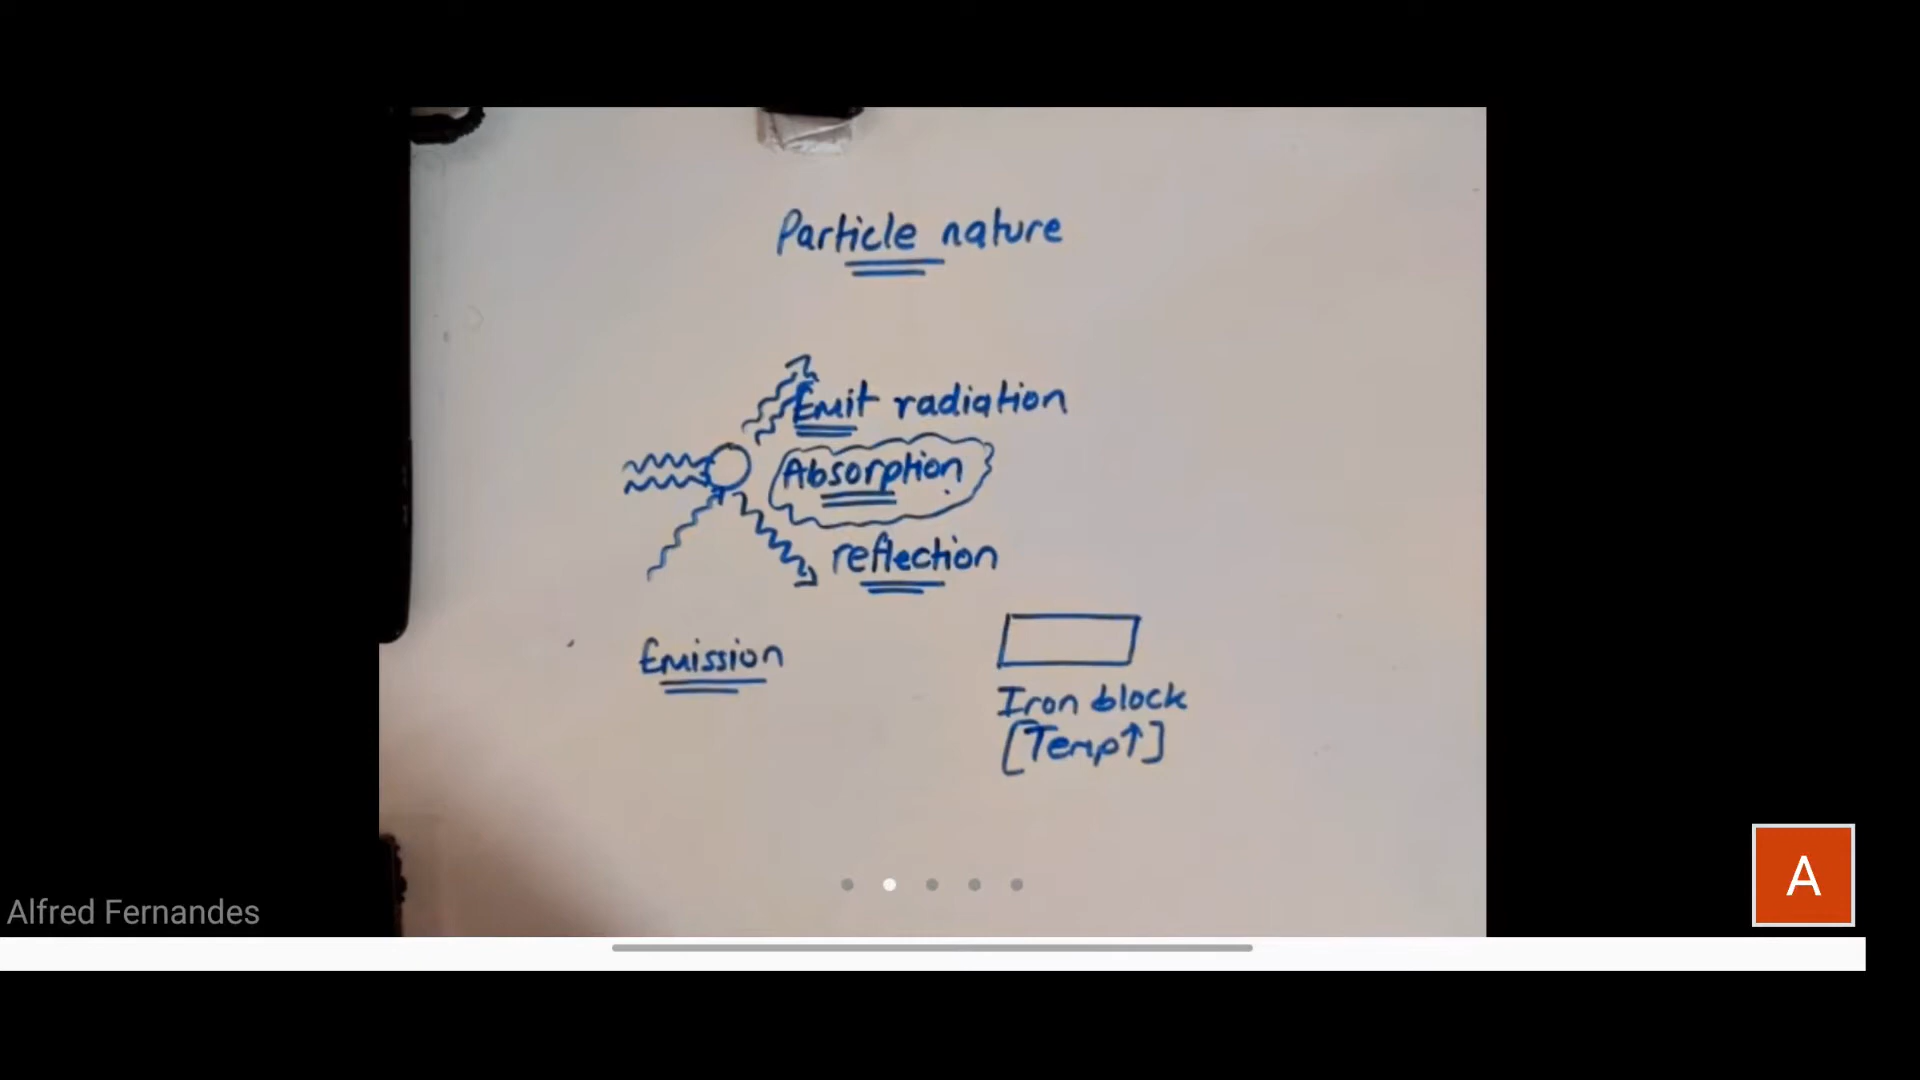 Particle nature
Emit radiation
Absorption
reflection
Emission
Iron block
[Temp↑]
Alfred Fernandes
A